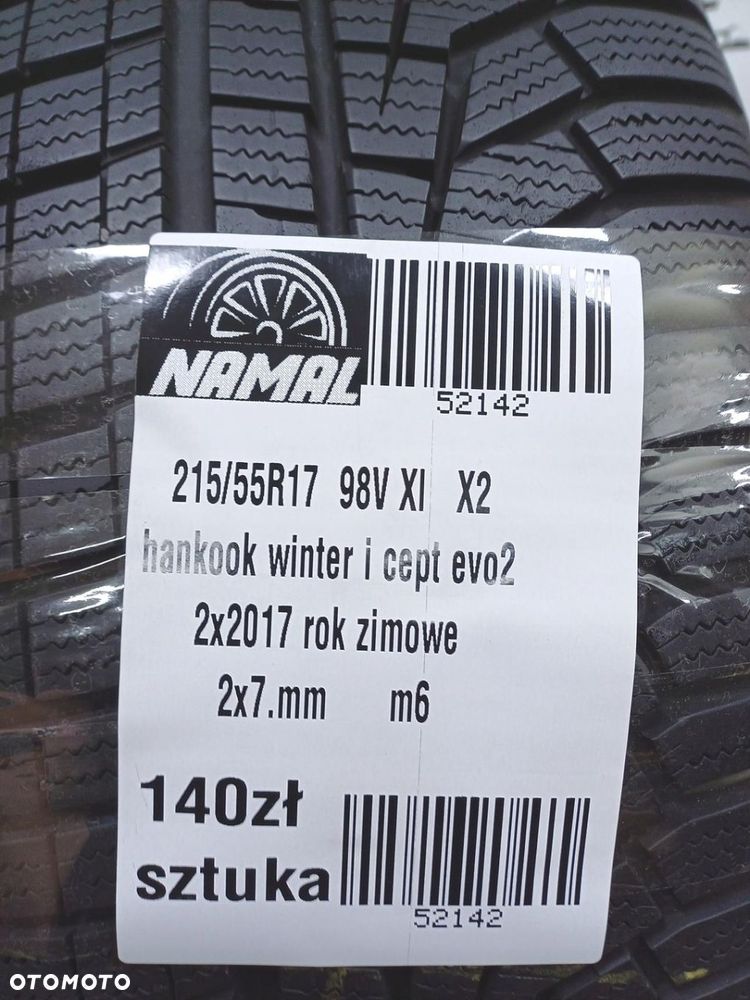 NAMAL
52142
215/55R17 98V Xl X2
hankook winter i cept evo2
2x2017 rok zimowe
2x7.mm m6
140zł
sztuka
52142
OTOMOTO